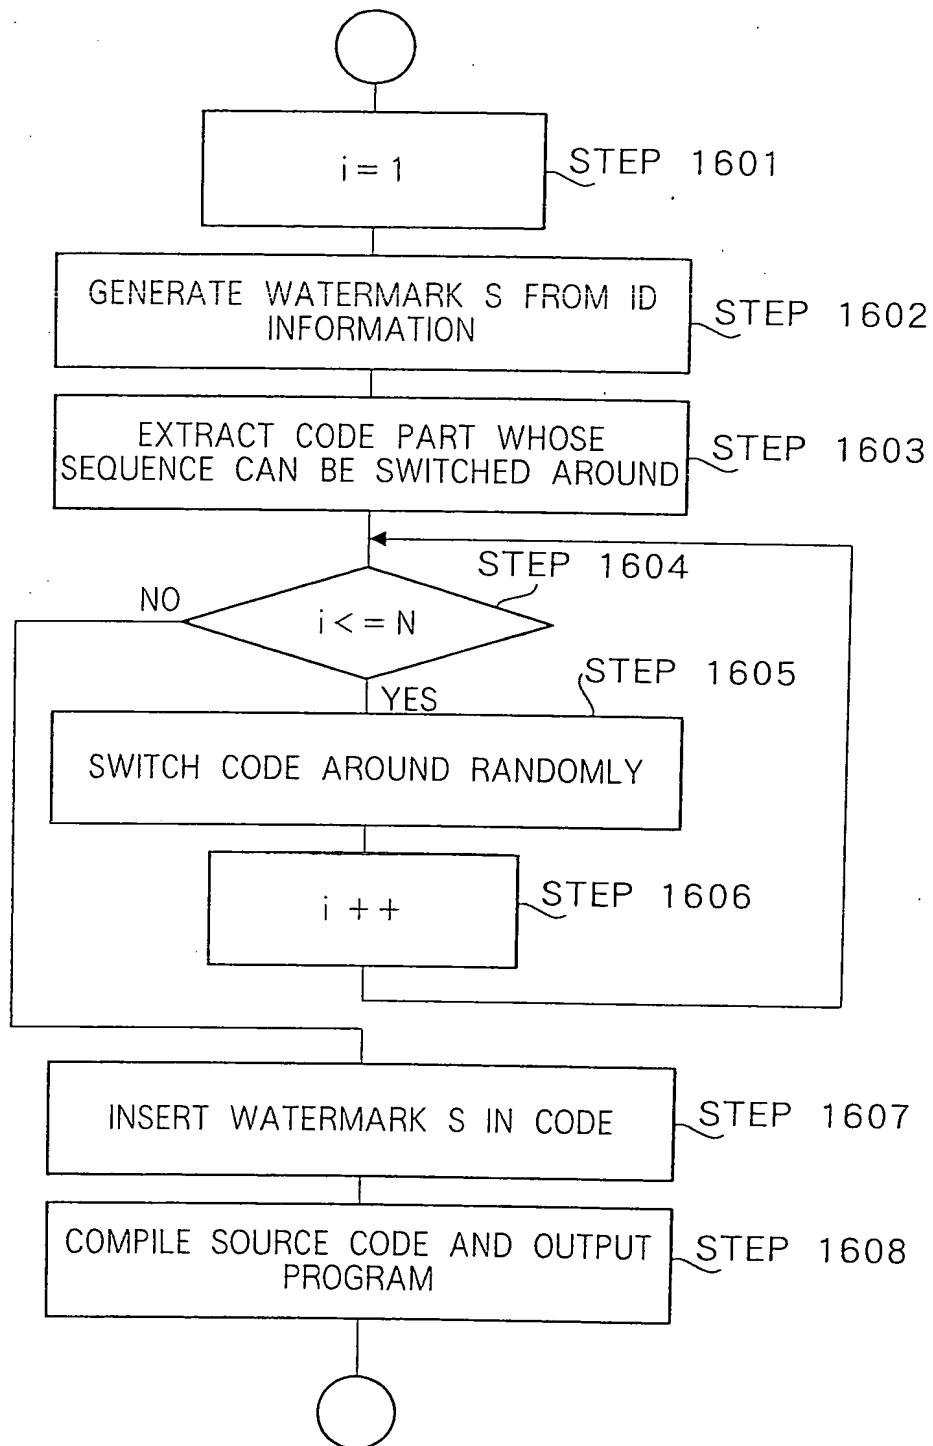 i = 1
STEP 1601
GENERATE WATERMARK S FROM ID
INFORMATION
STEP 1602
EXTRACT CODE PART WHOSE
SEQUENCE CAN BE SWITCHED AROUND
STEP 1603
STEP 1604
NO
i < = N
STEP 1605
YES
SWITCH CODE AROUND RANDOMLY
STEP 1606
i + +
INSERT WATERMARK S IN CODE
STEP 1607
COMPILE SOURCE CODE AND OUTPUT
PROGRAM
STEP 1608